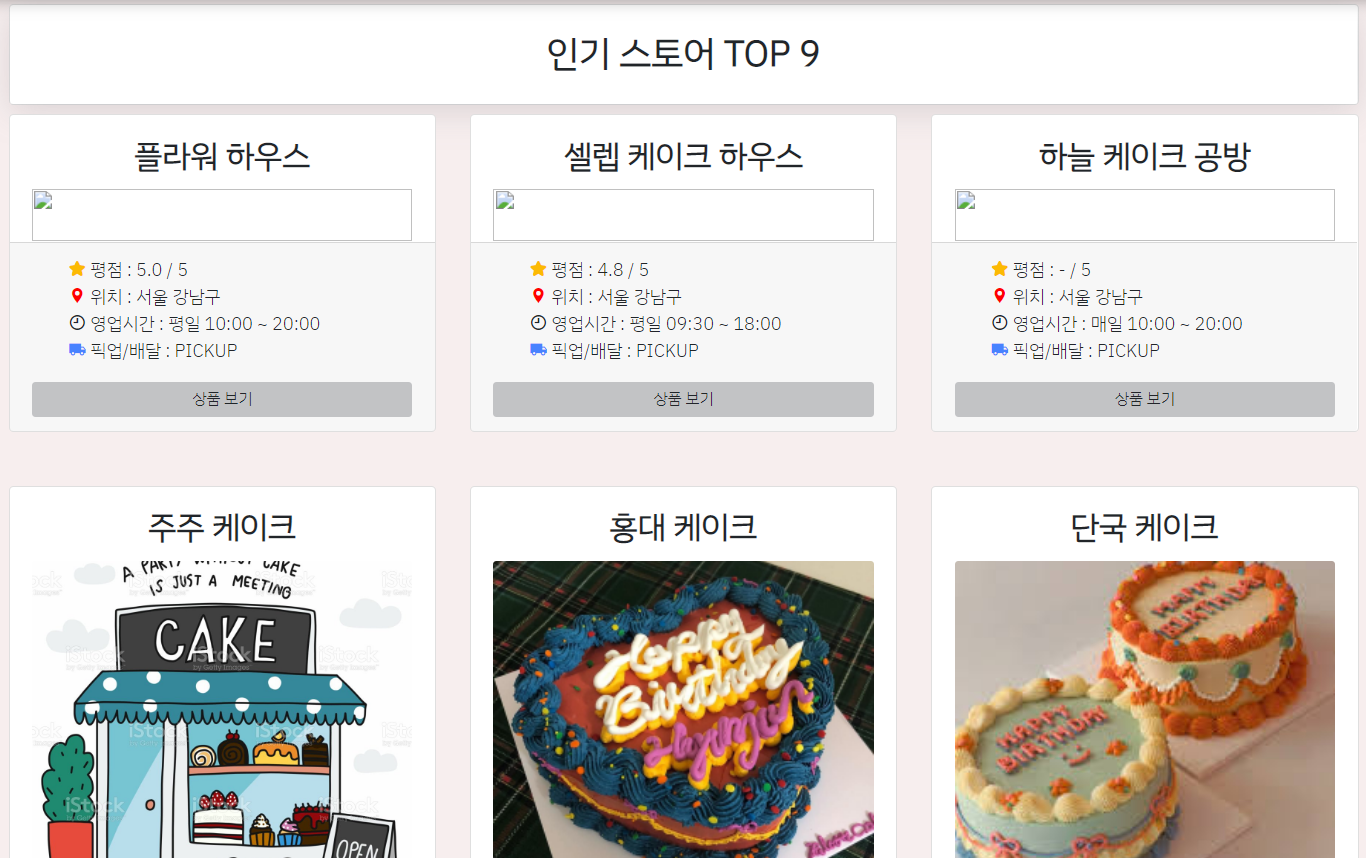 인기 스토어 TOP 9
플라워 하우스
셀렙 케이크 하우스
하늘 케이크 공방
평점 : 5.0 / 5
위치 : 서울 강남구
영업시간 : 평일 10:00 ~ 20:00
픽업/배달 : PICKUP
상품 보기
평점 : 4.8 / 5
위치 : 서울 강남구
영업시간 : 평일 09:30 ~ 18:00
픽업/배달 : PICKUP
상품 보기
평점 : - / 5
위치 : 서울 강남구
영업시간 : 매일 10:00 ~ 20:00
픽업/배달 : PICKUP
상품 보기
주주 케이크
홍대 케이크
단국 케이크
A PARTY WITHOUT CAKE
IS JUST A MEETING
CAKE
iStock
by Getty Images
OPEN
Happy
Birthday
Hyunjin
HAPPY
BIRTHDAY
HAPPY
BIRTHDAY